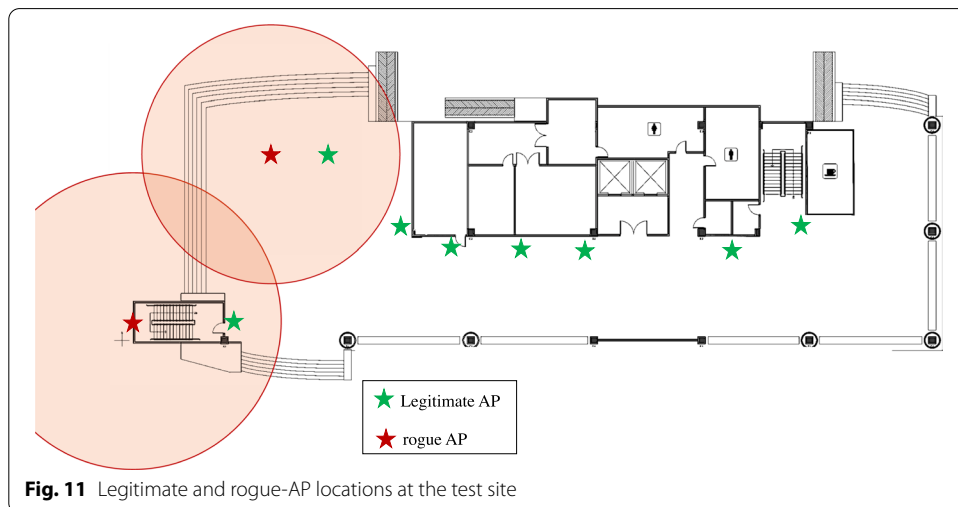 Legitimate AP
rogue AP
Fig. 11 Legitimate and rogue-AP locations at the test site